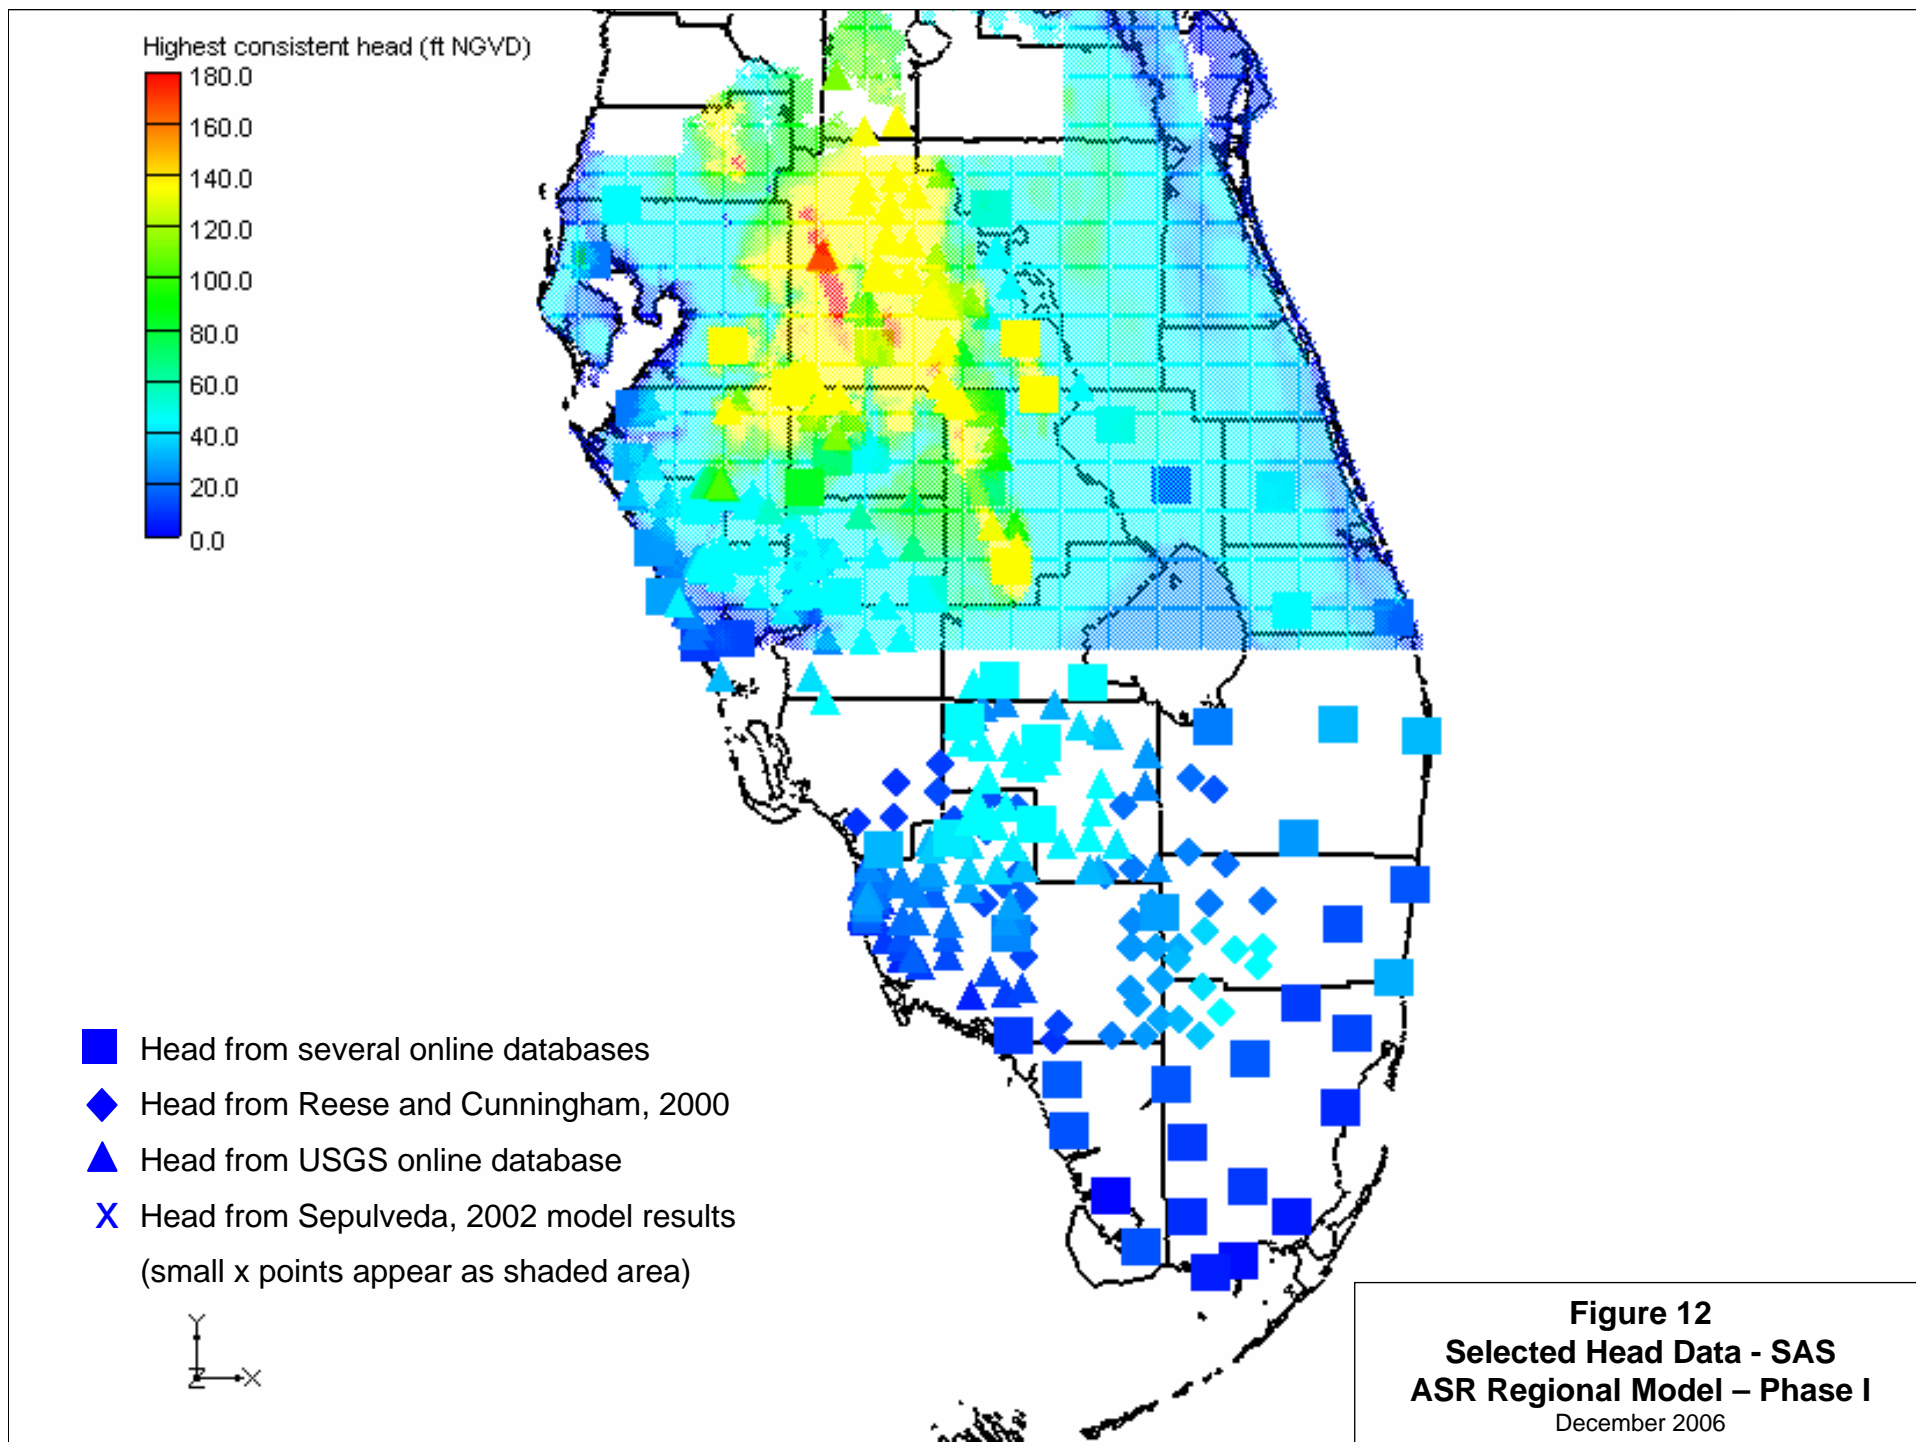 Highest consistent head (ft NGVD)
180.0
160.0
140.0
120.0
100.0
80.0
60.0
40.0
20.0
0.0
Head from several online databases
Head from Reese and Cunningham, 2000
Head from USGS online database
X Head from Sepulveda, 2002 model results
(small x points appear as shaded area)
Y
Z X
Figure 12
Selected Head Data - SAS
ASR Regional Model – Phase I
December 2006